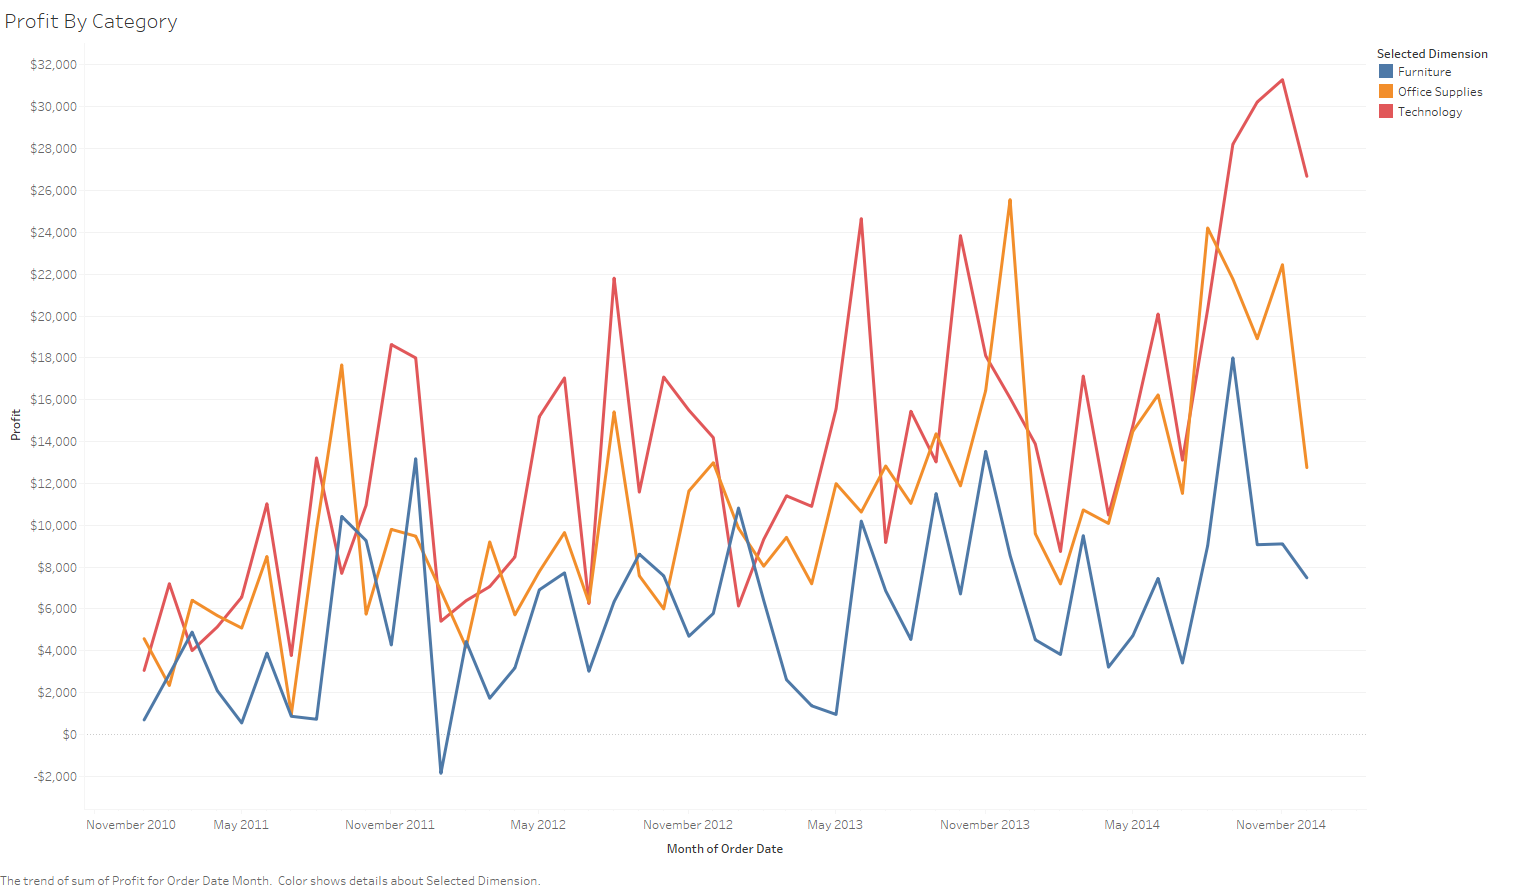 Profit By Category
Selected Dimension
Furniture
Office Supplies
Technology
$32,000
$30,000
$28,000
$26,000
$24,000
$22,000
$20,000
$18,000
$16,000
$14,000
$12,000
$10,000
$8,000
$6,000
$4,000
$2,000
$0
-$2,000
Profit
November 2010 May 2011 November 2011 May 2012 November 2012 May 2013 November 2013 May 2014 November 2014
Month of Order Date
The trend of sum of Profit for Order Date Month. Color shows details about Selected Dimension.